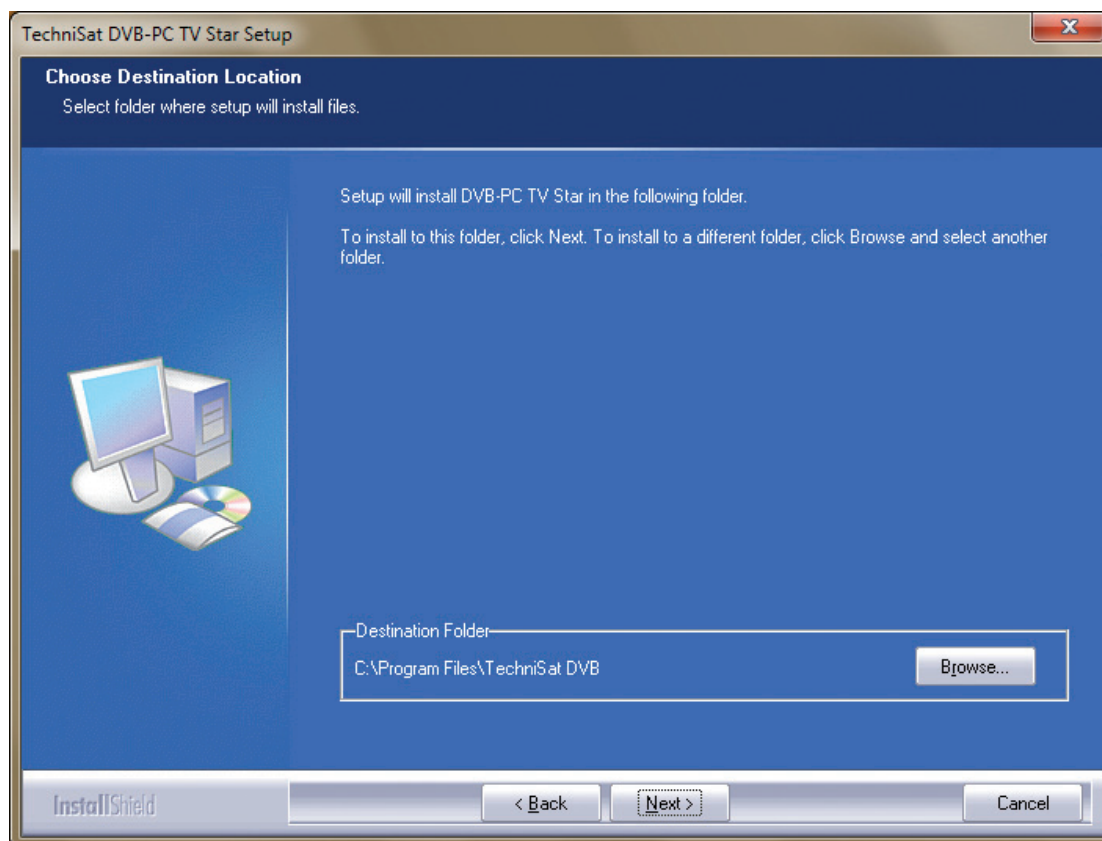 TechniSat DVB-PC TV Star Setup
Choose Destination Location
Select folder where setup will install files.
Setup will install DVB-PC TV Star in the following folder.
To install to this folder, click Next. To install to a different folder, click Browse and select another
folder.
Destination Folder
C:\Program Files\TechniSat DVB
Browse...
InstallShield
< Back
Next >
Cancel